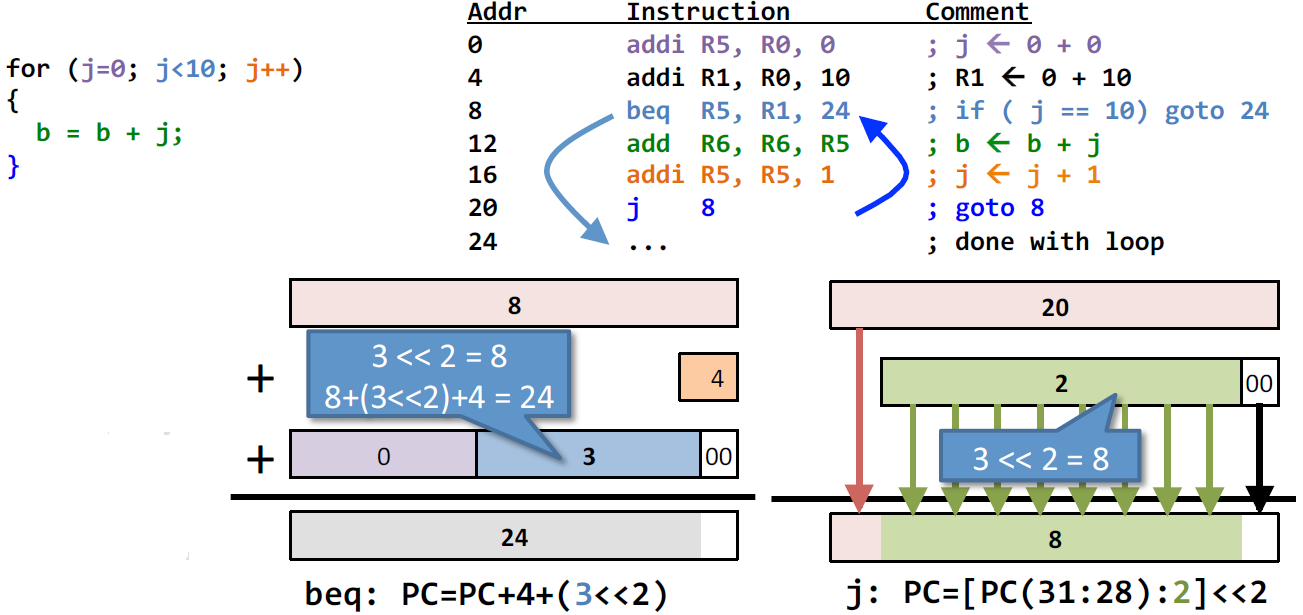 Addr Instruction Comment
0 addi R5, R0, 0 ; j ← 0 + 0
4 addi R1, R0, 10 ; R1 ← 0 + 10
8 beq R5, R1, 24 ; if ( j == 10) goto 24
12 add R6, R6, R5 ; b ← b + j
16 addi R5, R5, 1 ; j ← j + 1
20 j 8 ; goto 8
24 ... ; done with loop
for (j=0; j<10; j++)
{
b = b + j;
}
8
3 << 2 = 8
8+(3<<2)+4 = 24
+ 4
+ 0 3 00
24
beq: PC=PC+4+(3<<2)
20
2 00
3 << 2 = 8
8
j: PC=[PC(31:28):2]<<2